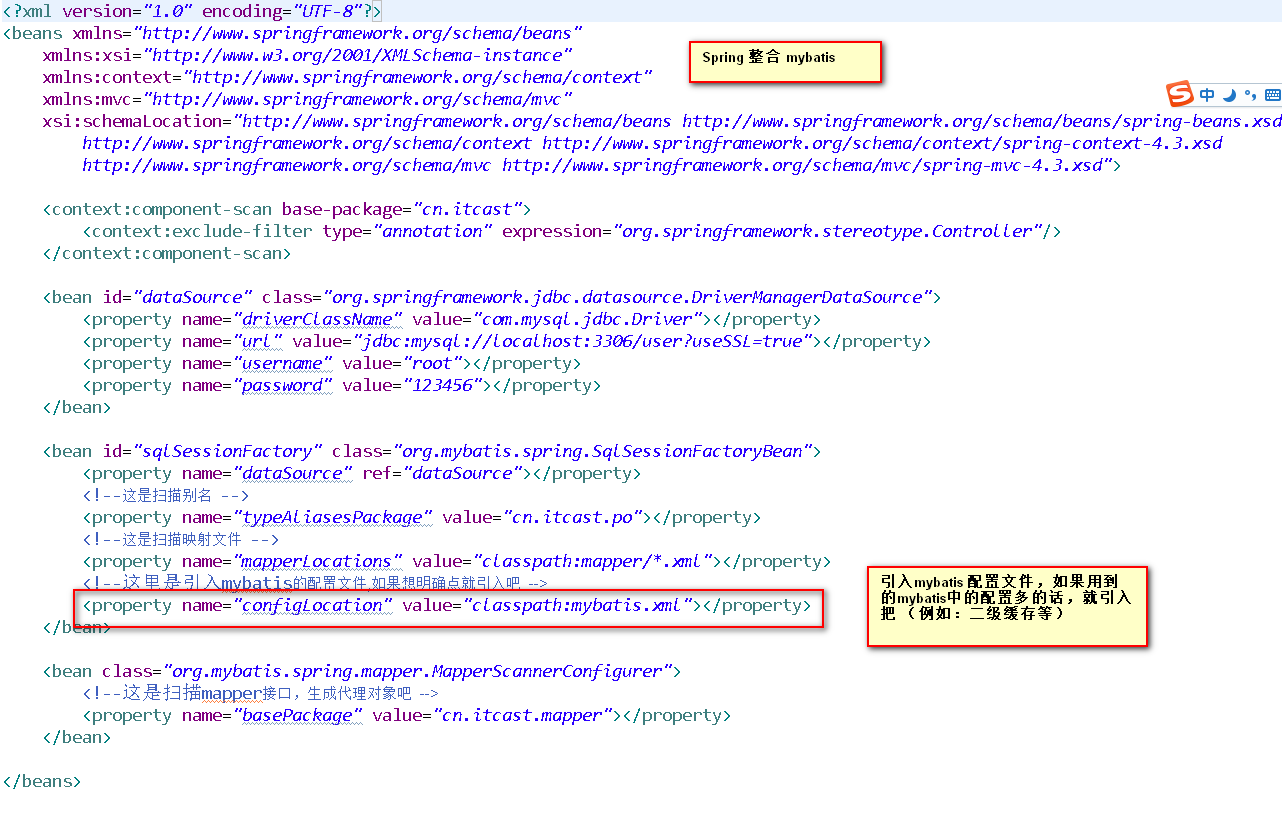 <?xml version="1.0" encoding="UTF-8"?>
<beans xmlns="http://www.springframework.org/schema/beans"
    xmlns:xsi="http://www.w3.org/2001/XMLSchema-instance"
Spring 整合 mybatis
    xmlns:context="http://www.springframework.org/schema/context"
    xmlns:mvc="http://www.springframework.org/schema/mvc"
中
    xsi:schemaLocation="http://www.springframework.org/schema/beans http://www.springframework.org/schema/beans/spring-beans.xsd
        http://www.springframework.org/schema/context http://www.springframework.org/schema/context/spring-context-4.3.xsd
        http://www.springframework.org/schema/mvc http://www.springframework.org/schema/mvc/spring-mvc-4.3.xsd">
    <context:component-scan base-package="cn.itcast">
        <context:exclude-filter type="annotation" expression="org.springframework.stereotype.Controller"/>
    </context:component-scan>
    <bean id="dataSource" class="org.springframework.jdbc.datasource.DriverManagerDataSource">
        <property name="driverClassName" value="com.mysql.jdbc.Driver"></property>
        <property name="url" value="jdbc:mysql://localhost:3306/user?useSSL=true"></property>
        <property name="username" value="root"></property>
        <property name="password" value="123456"></property>
    </bean>
    <bean id="sqlSessionFactory" class="org.mybatis.spring.SqlSessionFactoryBean">
        <property name="dataSource" ref="dataSource"></property>
        <!--这是扫描别名 -->
        <property name="typeAliasesPackage" value="cn.itcast.po"></property>
        <!--这是扫描映射文件 -->
        <property name="mapperLocations" value="classpath:mapper/*.xml"></property>
        <!--这里是引入mybatis的配置文件,如果想明确点就引入吧 -->
        <property name="configLocation" value="classpath:mybatis.xml"></property>
    </bean>
引入mybatis 配置文件，如果用到
的mybatis中的配置多的话，就引入
把 （例如：二级缓存等）
    <bean class="org.mybatis.spring.mapper.MapperScannerConfigurer">
        <!--这是扫描mapper接口，生成代理对象吧 -->
        <property name="basePackage" value="cn.itcast.mapper"></property>
    </bean>
</beans>